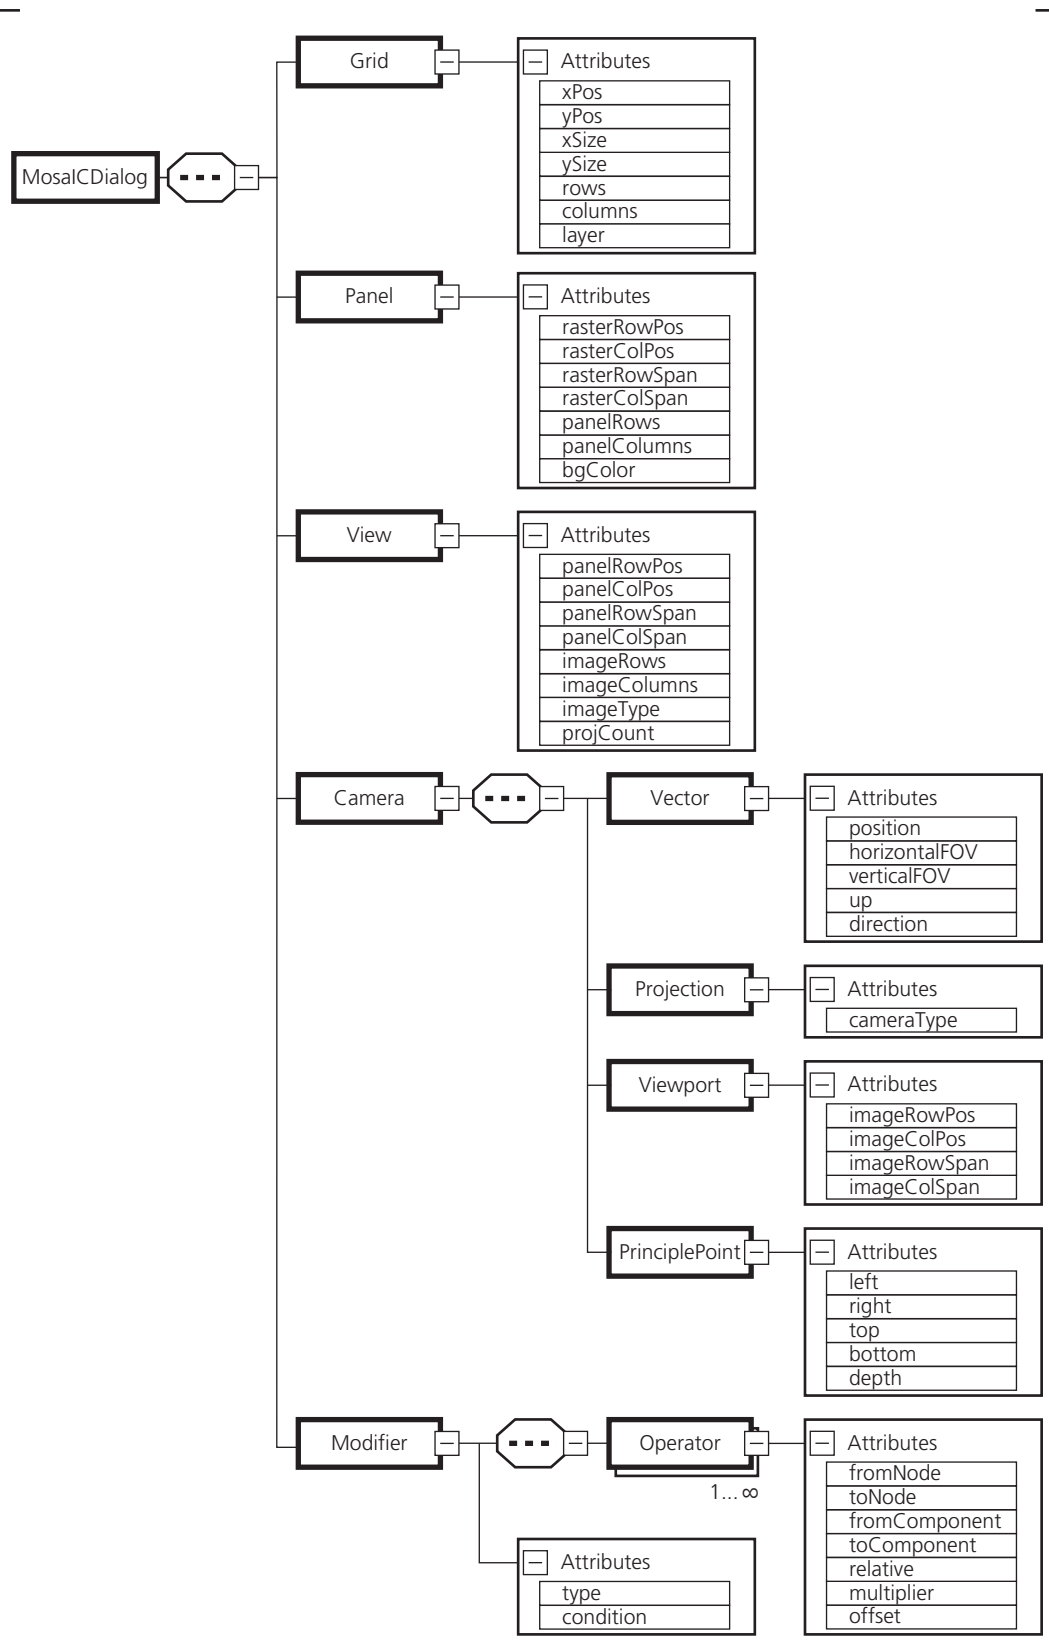 Grid
Attributes
xPos
yPos
xSize
ySize
rows
columns
layer
MosaICDialog
Panel
Attributes
rasterRowPos
rasterColPos
rasterRowSpan
rasterColSpan
panelRows
panelColumns
bgColor
View
Attributes
panelRowPos
panelColPos
panelRowSpan
panelColSpan
imageRows
imageColumns
imageType
projCount
Camera
Vector
Attributes
position
horizontalFOV
verticalFOV
up
direction
Projection
Attributes
cameraType
Viewport
Attributes
imageRowPos
imageColPos
imageRowSpan
imageColSpan
PrinciplePoint
Attributes
left
right
top
bottom
depth
Modifier
Operator
1...∞
Attributes
fromNode
toNode
fromComponent
toComponent
relative
multiplier
offset
Attributes
type
condition